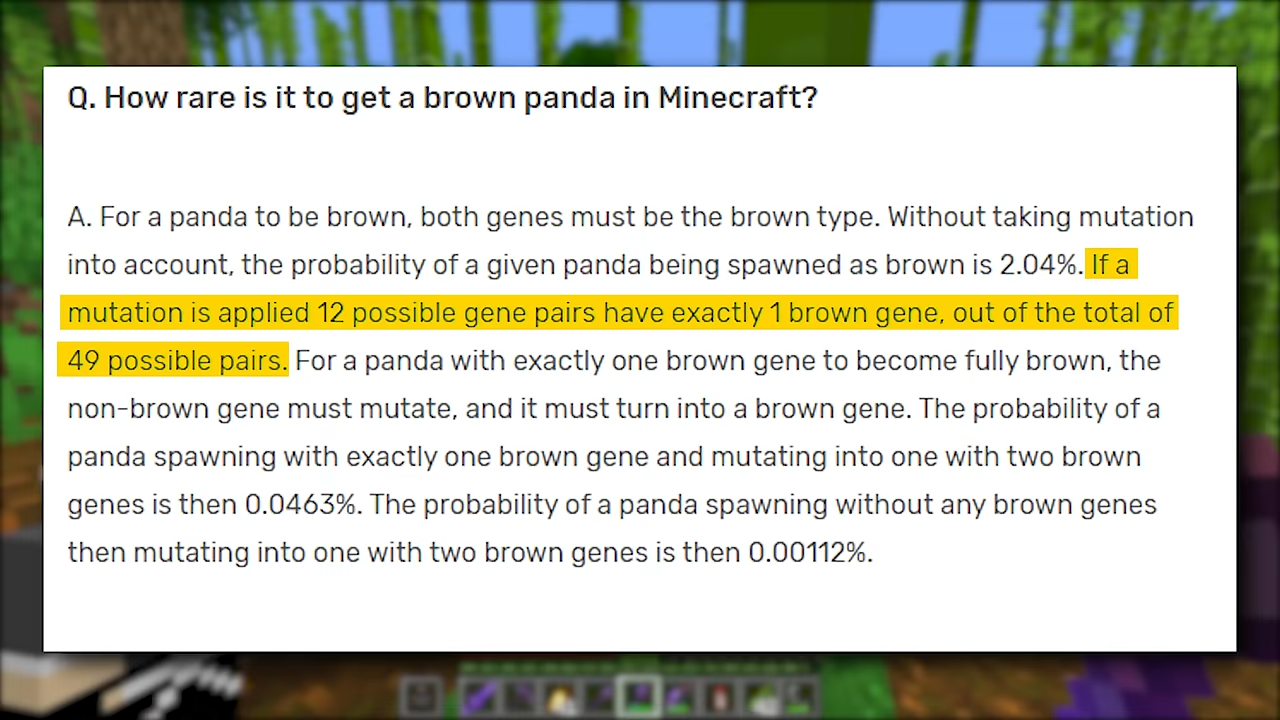 Q. How rare is it to get a brown panda in Minecraft?
A. For a panda to be brown, both genes must be the brown type. Without taking mutation
into account, the probability of a given panda being spawned as brown is 2.04%. If a
mutation is applied 12 possible gene pairs have exactly 1 brown gene, out of the total of
49 possible pairs. For a panda with exactly one brown gene to become fully brown, the
non-brown gene must mutate, and it must turn into a brown gene. The probability of a
panda spawning with exactly one brown gene and mutating into one with two brown
genes is then 0.0463%. The probability of a panda spawning without any brown genes
then mutating into one with two brown genes is then 0.00112%.